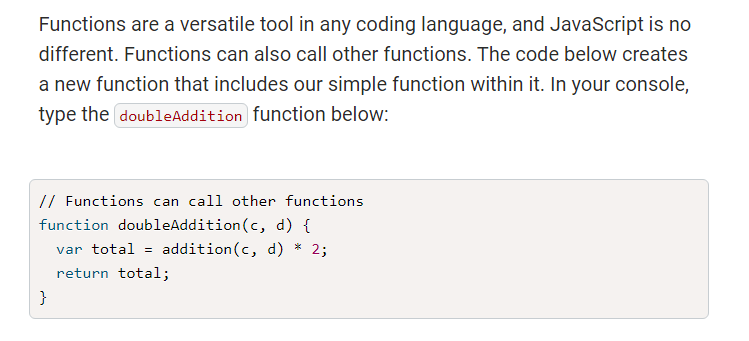 Functions are a versatile tool in any coding language, and JavaScript is no
different. Functions can also call other functions. The code below creates
a new function that includes our simple function within it. In your console,
type the doubleAddition function below:
// Functions can call other functions
function doubleAddition(c, d) {
  var total = addition(c, d) * 2;
  return total;
}